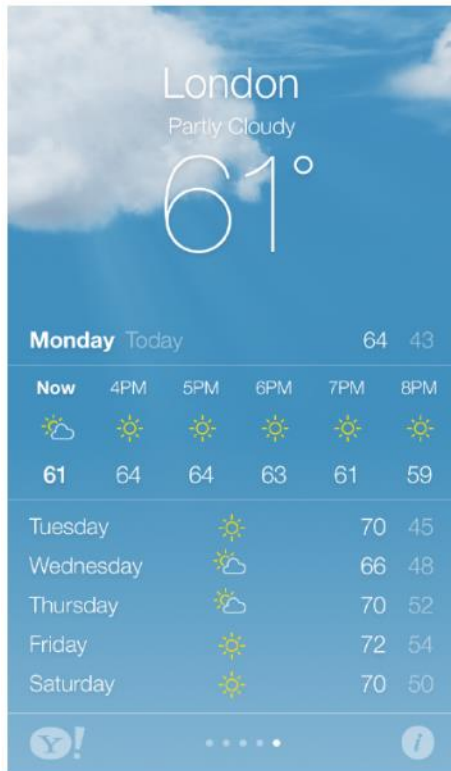 London
Partly Cloudy
61°
Monday Today 64 43
Now 4PM 5PM 6PM 7PM 8PM
61 64 64 63 61 59
Tuesday 70 45
Wednesday 66 48
Thursday 70 52
Friday 72 54
Saturday 70 50
Y! i